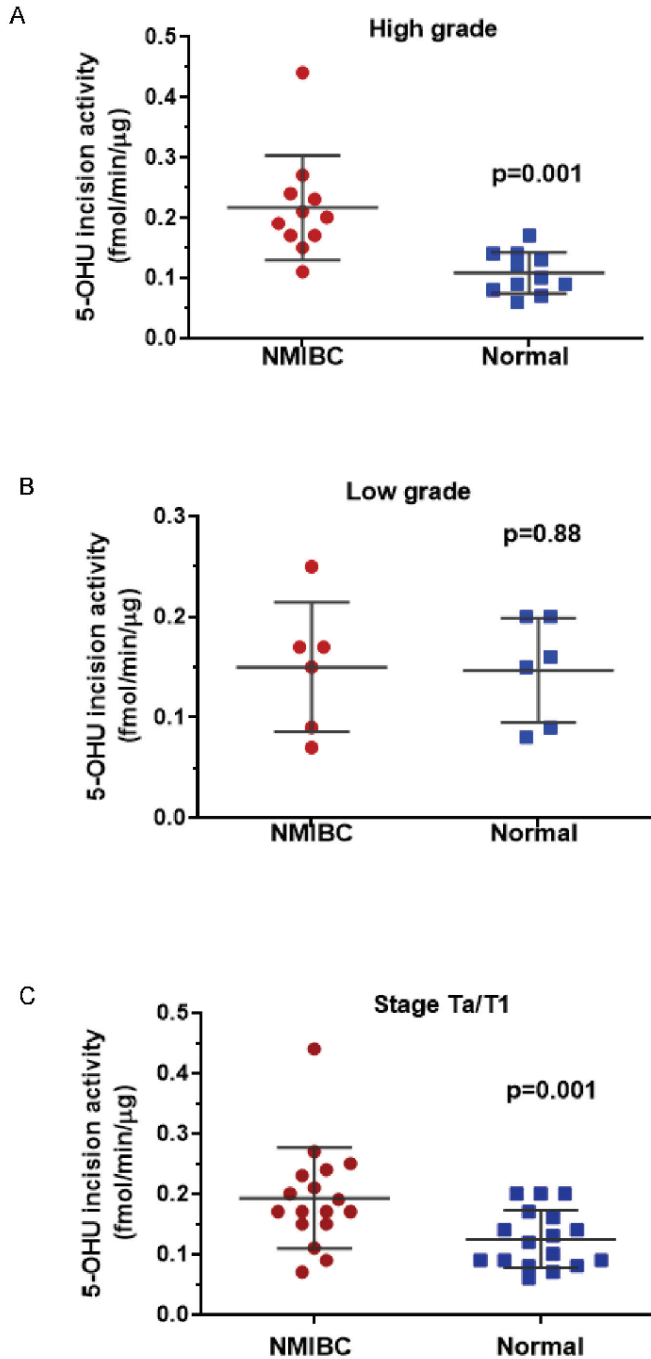 A
High grade
5-OHU incision activity
(fmol/min/μg)
0.5
0.4
0.3
0.2
0.1
0.0
p=0.001
NMIBC Normal
B
Low grade
5-OHU incision activity
(fmol/min/μg)
0.3
0.2
0.1
0.0
p=0.88
NMIBC Normal
C
Stage Ta/T1
5-OHU incision activity
(fmol/min/μg)
0.5
0.4
0.3
0.2
0.1
0.0
p=0.001
NMIBC Normal